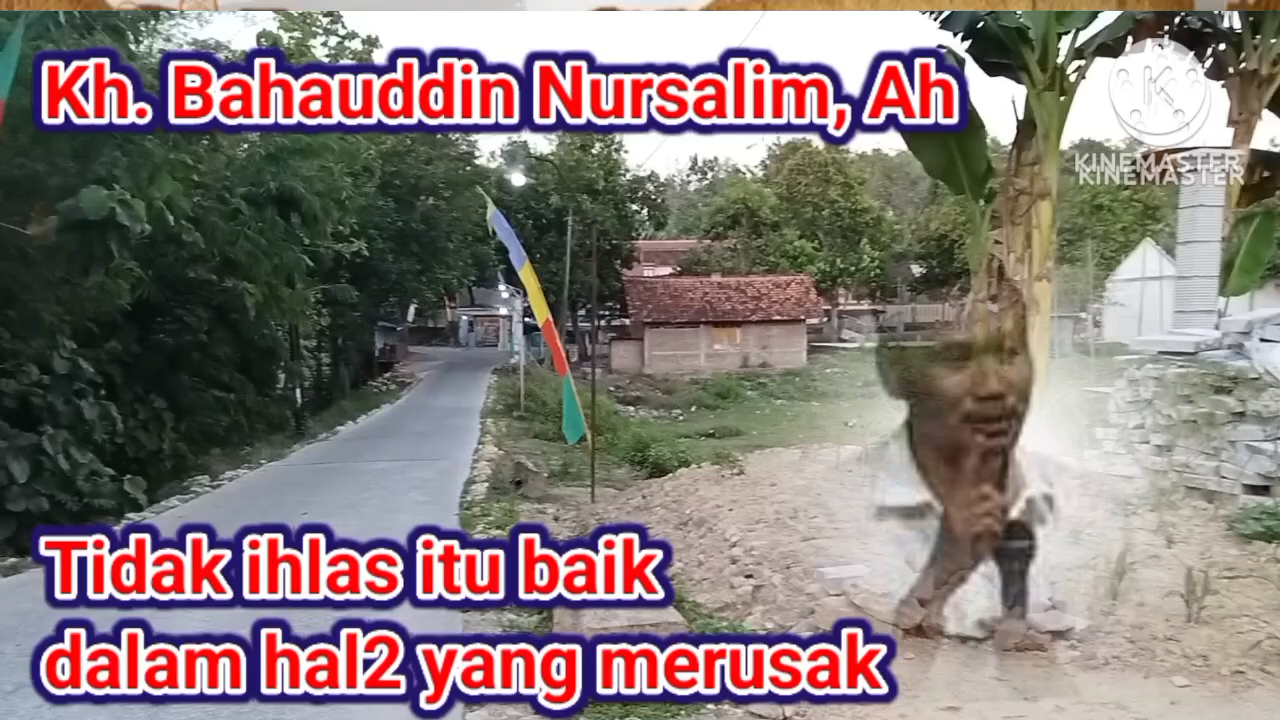 Kh. Bahauddin Nursalim, Ah
K
KINEMASTER
KINEMASTER
Tidak ihlas itu baik
dalam hal2 yang merusak